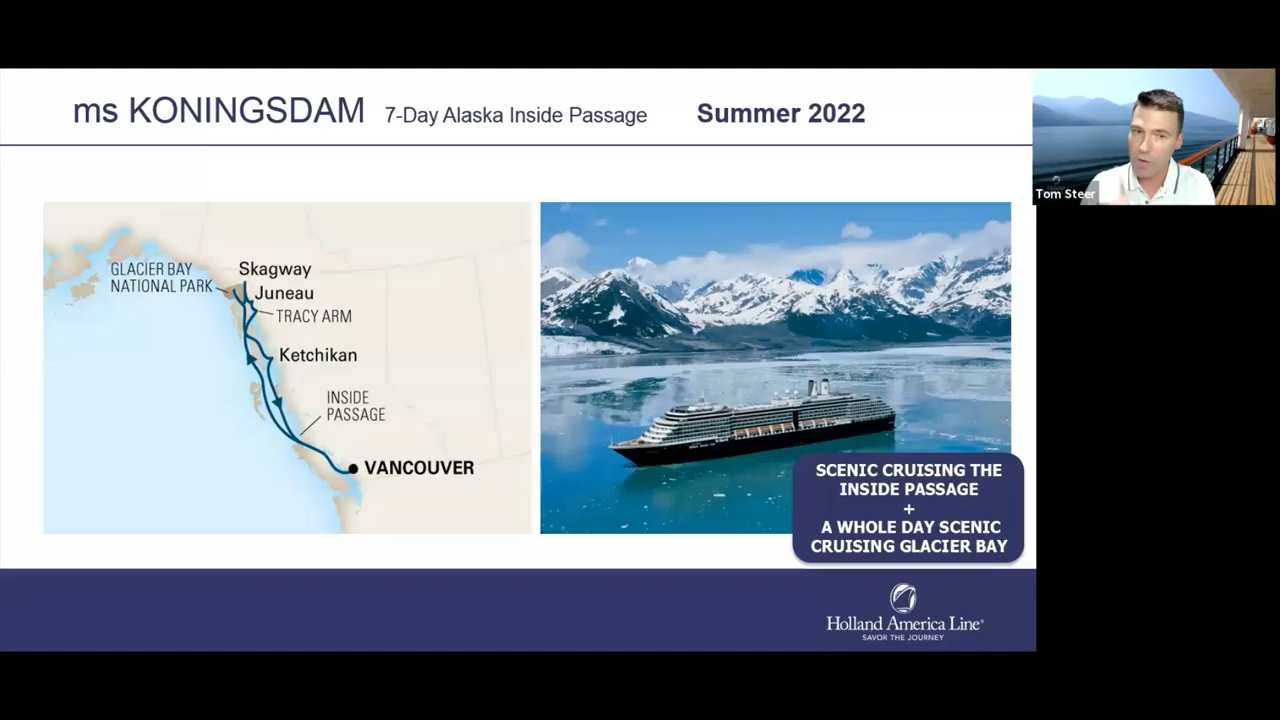 ms KONINGSDAM 7-Day Alaska Inside Passage Summer 2022
Tom Steer
GLACIER BAY
NATIONAL PARK
Skagway
Juneau
TRACY ARM
Ketchikan
INSIDE
PASSAGE
VANCOUVER
SCENIC CRUISING THE
INSIDE PASSAGE
+
A WHOLE DAY SCENIC
CRUISING GLACIER BAY
Holland America Line®
SAVOR THE JOURNEY